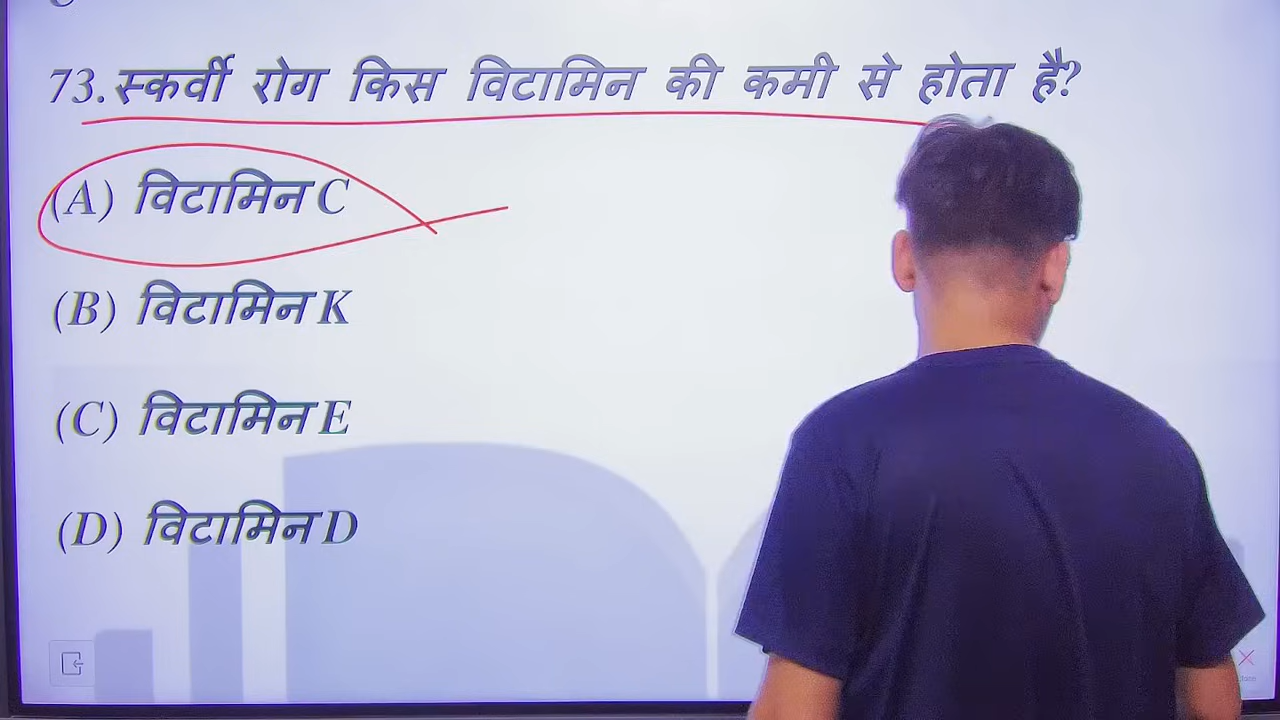 73. स्कर्वी रोग किस विटामिन की कमी से होता है?
(A) विटामिन C
(B) विटामिन K
(C) विटामिन E
(D) विटामिन D